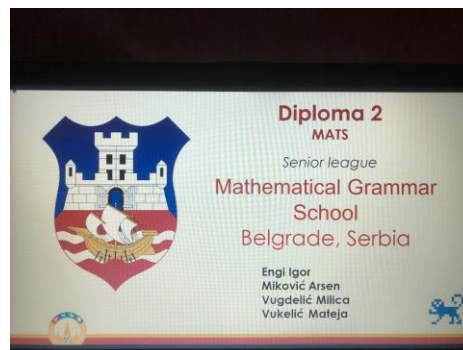 Diploma 2
MATS
Senior league
Mathematical Grammar
School
Belgrade, Serbia
Engi Igor
Miković Arsen
Vugdelić Milica
Vukelić Mateja